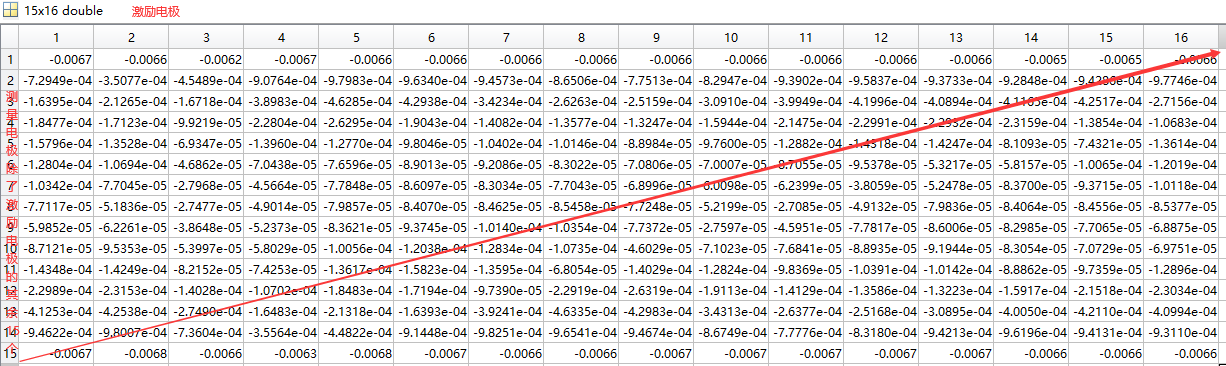 15x16 double 激励电极
1 2 3 4 5 6 7 8 9 10 11 12 13 14 15 16
1 -0.0067 -0.0066 -0.0062 -0.0067 -0.0066 -0.0066 -0.0066 -0.0066 -0.0065 -0.0066 -0.0066 -0.0066 -0.0066 -0.0065 -0.0065 -0.0066
2 -7.2949e-04 -3.5077e-04 -4.5489e-04 -9.0764e-04 -9.7983e-04 -9.6340e-04 -9.4573e-04 -8.6506e-04 -7.7513e-04 -8.2947e-04 -9.3902e-04 -9.5837e-04 -9.3733e-04 -9.2848e-04 -9.7746e-04
3 -1.6395e-04 -2.1265e-04 -1.6718e-04 -3.8983e-04 -4.6285e-04 -4.2938e-04 -3.4234e-04 -2.6263e-04 -2.5159e-04 -3.0910e-04 -3.9949e-04 -4.1996e-04 -4.0894e-04 -4.2517e-04 -2.7156e-04
4 -1.8477e-04 -1.7123e-04 -9.9219e-05 -2.2804e-04 -2.6295e-04 -1.9043e-04 -1.4082e-04 -1.3577e-04 -1.3247e-04 -1.5944e-04 -2.1475e-04 -2.2991e-04 -2.3159e-04 -1.3854e-04 -1.0683e-04
5 -1.5796e-04 -1.3528e-04 -6.9347e-05 -1.3960e-04 -1.2770e-04 -9.8046e-05 -1.0402e-04 -1.0146e-04 -8.8984e-05 -9.7600e-05 -1.2882e-04 -1.4247e-04 -8.1093e-05 -7.4321e-05 -1.3614e-04
6 -1.2804e-04 -1.0694e-04 -4.6862e-05 -7.0438e-05 -7.6596e-05 -8.9013e-05 -9.2086e-05 -8.3022e-05 -7.0806e-05 -7.0007e-05 -9.5378e-05 -5.3217e-05 -5.8157e-05 -1.0065e-04 -1.2019e-04
7 -1.0342e-04 -7.7045e-05 -2.7968e-05 -4.5664e-05 -7.7848e-05 -8.6097e-05 -8.3034e-05 -7.7043e-05 -6.8996e-05 -6.2399e-05 -3.8059e-05 -5.2478e-05 -8.3700e-05 -9.3715e-05 -1.0118e-04
8 -7.7117e-05 -5.1836e-05 -2.7477e-05 -4.9014e-05 -7.9857e-05 -8.4070e-05 -8.4625e-05 -8.5458e-05 -7.7248e-05 -5.2199e-05 -2.7085e-05 -4.9132e-05 -7.9836e-05 -8.4064e-05 -8.4556e-05 -8.5377e-05
9 -5.9852e-05 -6.2261e-05 -3.8648e-05 -5.2373e-05 -8.3621e-05 -9.3745e-05 -1.0140e-04 -1.0354e-04 -7.7372e-05 -2.7597e-05 -4.5951e-05 -7.7817e-05 -8.6006e-05 -8.2985e-05 -7.7065e-05 -6.8875e-05
10 -8.7121e-05 -9.5353e-05 -5.3997e-05 -5.8029e-05 -1.0056e-04 -1.2038e-04 -1.2834e-04 -1.0735e-04 -4.6029e-05 -7.1023e-05 -7.6841e-05 -8.8935e-05 -9.1944e-05 -8.3054e-05 -7.0729e-05 -6.9751e-05
11 -1.4348e-04 -1.4249e-04 -8.2152e-05 -7.4253e-05 -1.3617e-04 -1.5823e-04 -1.3595e-04 -6.8054e-05 -1.4029e-04 -1.2824e-04 -9.8369e-05 -1.0391e-04 -1.0142e-04 -8.8862e-05 -9.7359e-05 -1.2896e-04
12 -2.2989e-04 -2.3153e-04 -1.4028e-04 -1.0702e-04 -1.8483e-04 -1.7194e-04 -9.7390e-05 -2.2919e-04 -2.6319e-04 -1.9113e-04 -1.4129e-04 -1.3586e-04 -1.3223e-04 -1.5917e-04 -2.1518e-04 -2.3034e-04
13 -4.1253e-04 -4.2538e-04 -2.7490e-04 -1.6483e-04 -2.1318e-04 -1.6393e-04 -3.9241e-04 -4.6335e-04 -4.2983e-04 -3.4313e-04 -2.6377e-04 -2.5168e-04 -3.0895e-04 -4.0050e-04 -4.2110e-04 -4.0994e-04
14 -9.4622e-04 -9.8007e-04 -7.3604e-04 -3.5564e-04 -4.4822e-04 -9.1448e-04 -9.8251e-04 -9.6541e-04 -9.4674e-04 -8.6749e-04 -7.7776e-04 -8.3180e-04 -9.4213e-04 -9.6196e-04 -9.4131e-04 -9.3110e-04
15 -0.0067 -0.0068 -0.0066 -0.0063 -0.0068 -0.0067 -0.0066 -0.0066 -0.0066 -0.0066 -0.0067 -0.0067 -0.0067 -0.0066 -0.0066 -0.0066
测量电极除了激励电极的其余15个